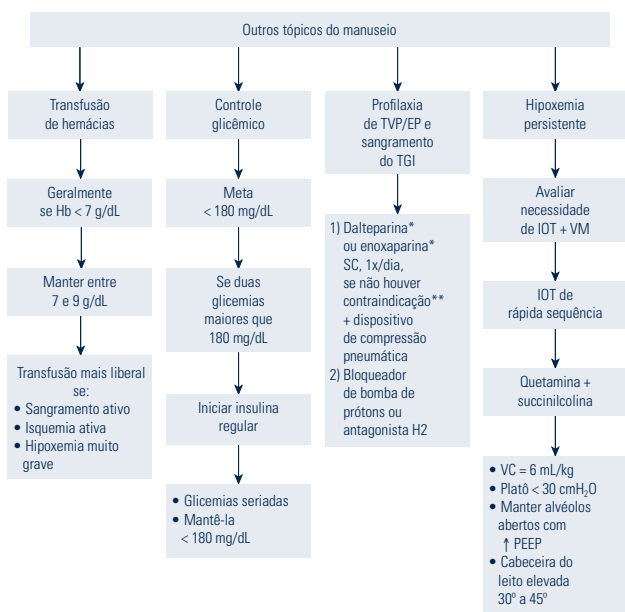 Outros tópicos do manuseio
Transfusão
de hemácias
Geralmente
se Hb < 7 g/dL
Manter entre
7 e 9 g/dL
Transfusão mais liberal
se:
• Sangramento ativo
• Isquemia ativa
• Hipoxemia muito
grave
Controle
glicêmico
Meta
< 180 mg/dL
Se duas
glicemias
maiores que
180 mg/dL
Iniciar insulina
regular
• Glicemias seriadas
• Mantê-la
< 180 mg/dL
Profilaxia
de TVP/EP e
sangramento
do TGI
1) Dalteparina*
ou enoxaparina*
SC, 1x/dia,
se não houver
contraindicação**
+ dispositivo
de compressão
pneumática
2) Bloqueador
de bomba de
prótons ou
antagonista H2
Hipoxemia
persistente
Avaliar
necessidade
de IOT + VM
IOT de
rápida sequência
Quetamina +
succinilcolina
• VC = 6 mL/kg
• Platô < 30 cmH₂O
• Manter alvéolos
abertos com
↑ PEEP
• Cabeceira do
leito elevada
30º a 45º